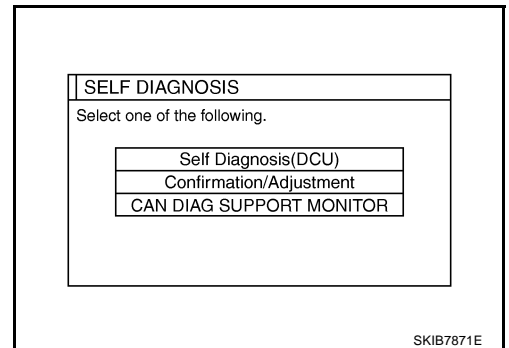 SELF DIAGNOSIS
Select one of the following.
Self Diagnosis(DCU)
Confirmation/Adjustment
CAN DIAG SUPPORT MONITOR
SKIB7871E